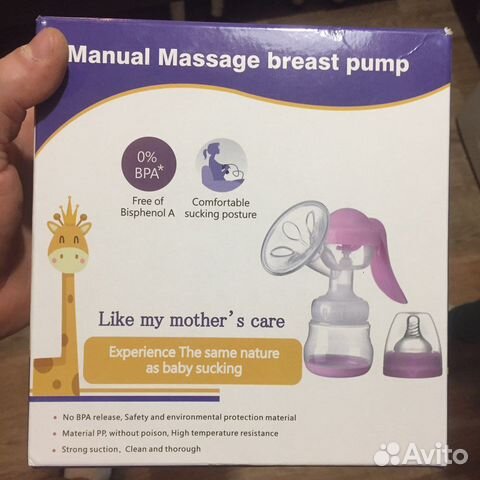 Manual Massage breast pump
0%
BPA*
Free of
Bisphenol A
Comfortable
sucking posture
Like my mother's care
Experience The same nature
as baby sucking
• No BPA release, Safety and environmental protection material
• Material PP, without poison, High temperature resistance
• Strong suction, Clean and thorough
Avito